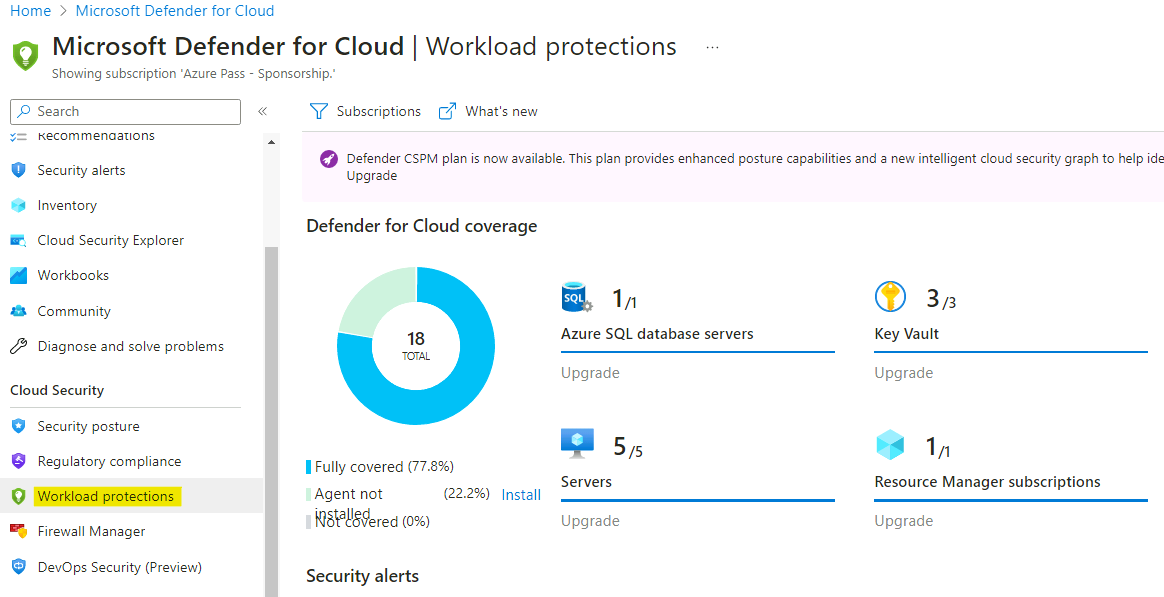 Home > Microsoft Defender for Cloud
Microsoft Defender for Cloud | Workload protections ...
Showing subscription 'Azure Pass - Sponsorship.'
Search
«
Subscriptions
What's new
Recommendations
Security alerts
Inventory
Cloud Security Explorer
Workbooks
Community
Diagnose and solve problems
Cloud Security
Security posture
Regulatory compliance
Workload protections
Firewall Manager
DevOps Security (Preview)
Defender CSPM plan is now available. This plan provides enhanced posture capabilities and a new intelligent cloud security graph to help ide
Upgrade
Defender for Cloud coverage
18
TOTAL
Fully covered (77.8%)
Agent not (22.2%) Install
installed
Not covered (0%)
SQL
1/1
Azure SQL database servers
Upgrade
3/3
Key Vault
Upgrade
5/5
Servers
Upgrade
1/1
Resource Manager subscriptions
Upgrade
Security alerts